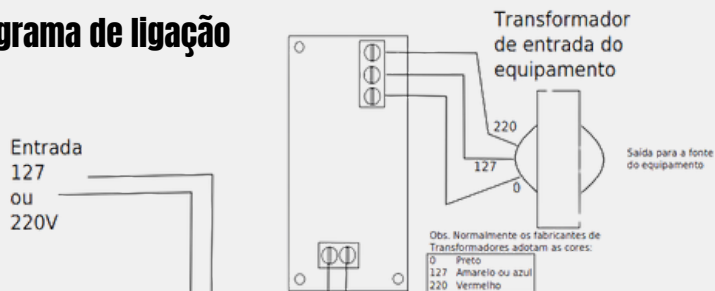 grama de ligação
Transformador
de entrada do
equipamento
Entrada
127
ou
220V
220
127
0
Saída para a fonte
do equipamento
Obs. Normalmente os fabricantes de
Transformadores adotam as cores:
0 Preto
127 Amarelo ou azul
220 Vermelho